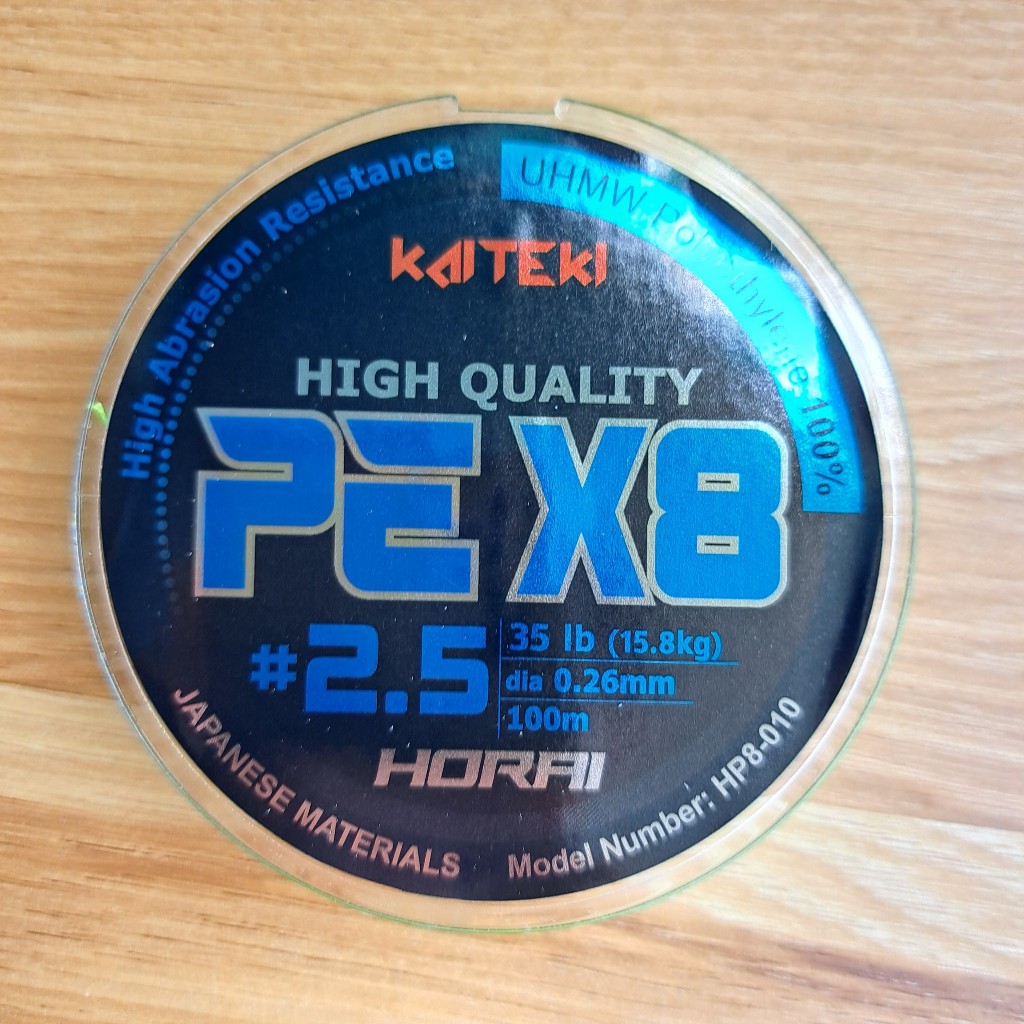 High Abrasion Resistance
UHMW Polyethylene 100%
KAITEKI
HIGH QUALITY
PE X8
#2.5
35 lb (15.8kg)
dia 0.26mm
100m
HORAI
JAPANESE MATERIALS
Model Number: HP8-010